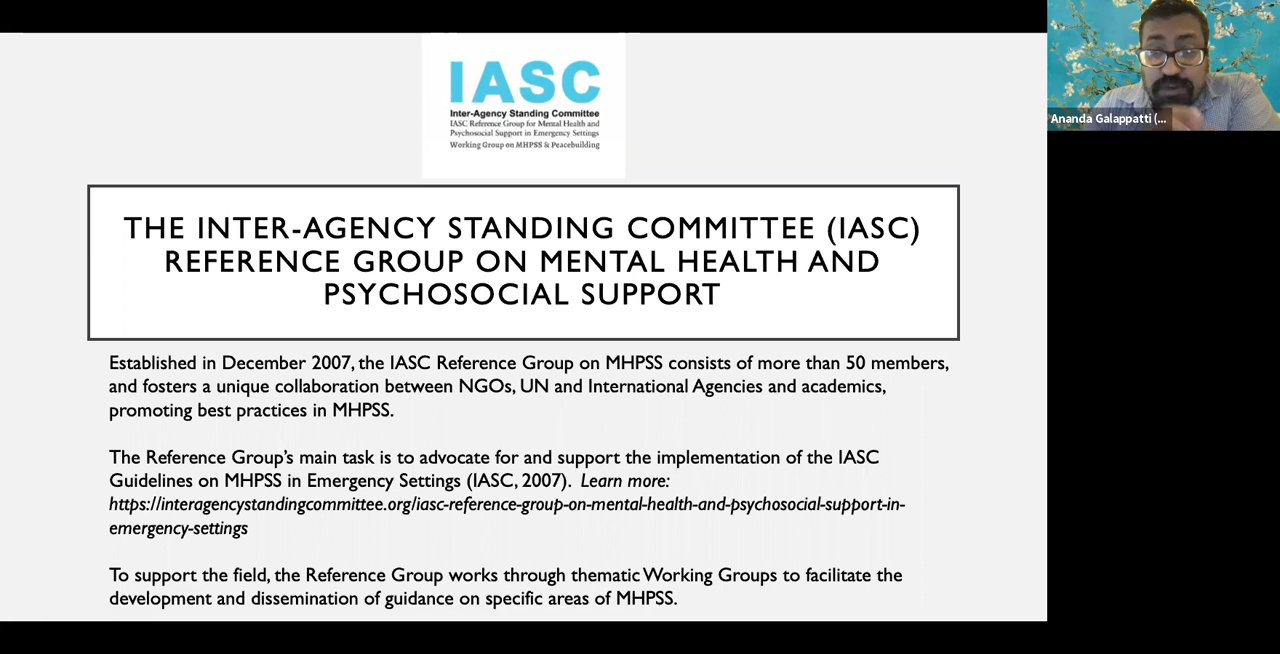 IASC
Inter-Agency Standing Committee
IASC Reference Group for Mental Health and
Psychosocial Support in Emergency Settings
Working Group on MHPSS & Peacebuilding
THE INTER-AGENCY STANDING COMMITTEE (IASC)
REFERENCE GROUP ON MENTAL HEALTH AND
PSYCHOSOCIAL SUPPORT
Established in December 2007, the IASC Reference Group on MHPSS consists of more than 50 members,
and fosters a unique collaboration between NGOs, UN and International Agencies and academics,
promoting best practices in MHPSS.
The Reference Group's main task is to advocate for and support the implementation of the IASC
Guidelines on MHPSS in Emergency Settings (IASC, 2007). Learn more:
https://interagencystandingcommittee.org/iasc-reference-group-on-mental-health-and-psychosocial-support-in-
emergency-settings
To support the field, the Reference Group works through thematic Working Groups to facilitate the
development and dissemination of guidance on specific areas of MHPSS.
Ananda Galappatti (...